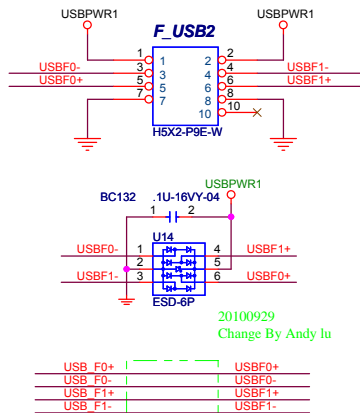 USBPWR1 USBPWR1
F_USB2
1 1 2 2
USBF0- 3 3 4 4 USBF1-
USBF0+ 5 5 6 6 USBF1+
7 7 8 8
10 10
H5X2-P9E-W
USBPWR1
BC132 .1U-16VY-04
1 2
U14
USBF0- 1 4 USBF1+
2 5
USBF1- 3 6 USBF0+
ESD-6P
20100929
Change By Andy lu
USB_F0+ USBF0+
USB_F0- USBF0-
USB_F1+ USBF1+
USB_F1- USBF1-